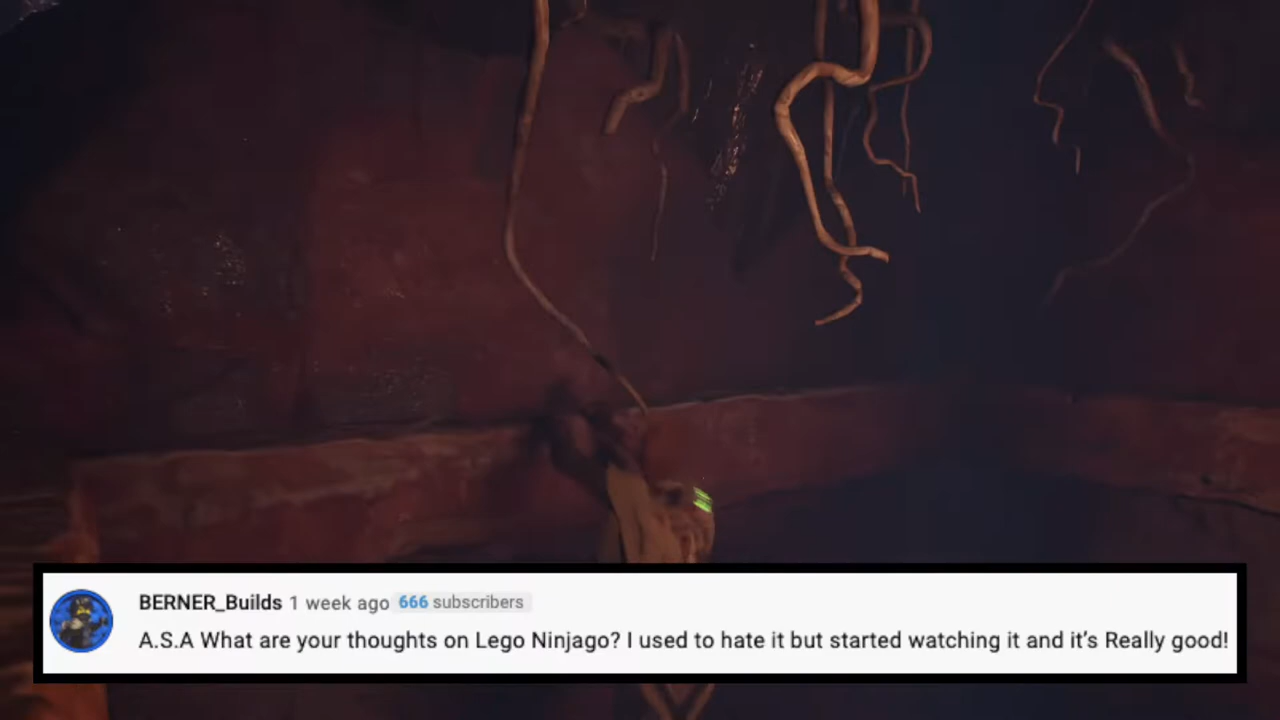 BERNER_Builds 1 week ago 666 subscribers
A.S.A What are your thoughts on Lego Ninjago? I used to hate it but started watching it and it’s Really good!